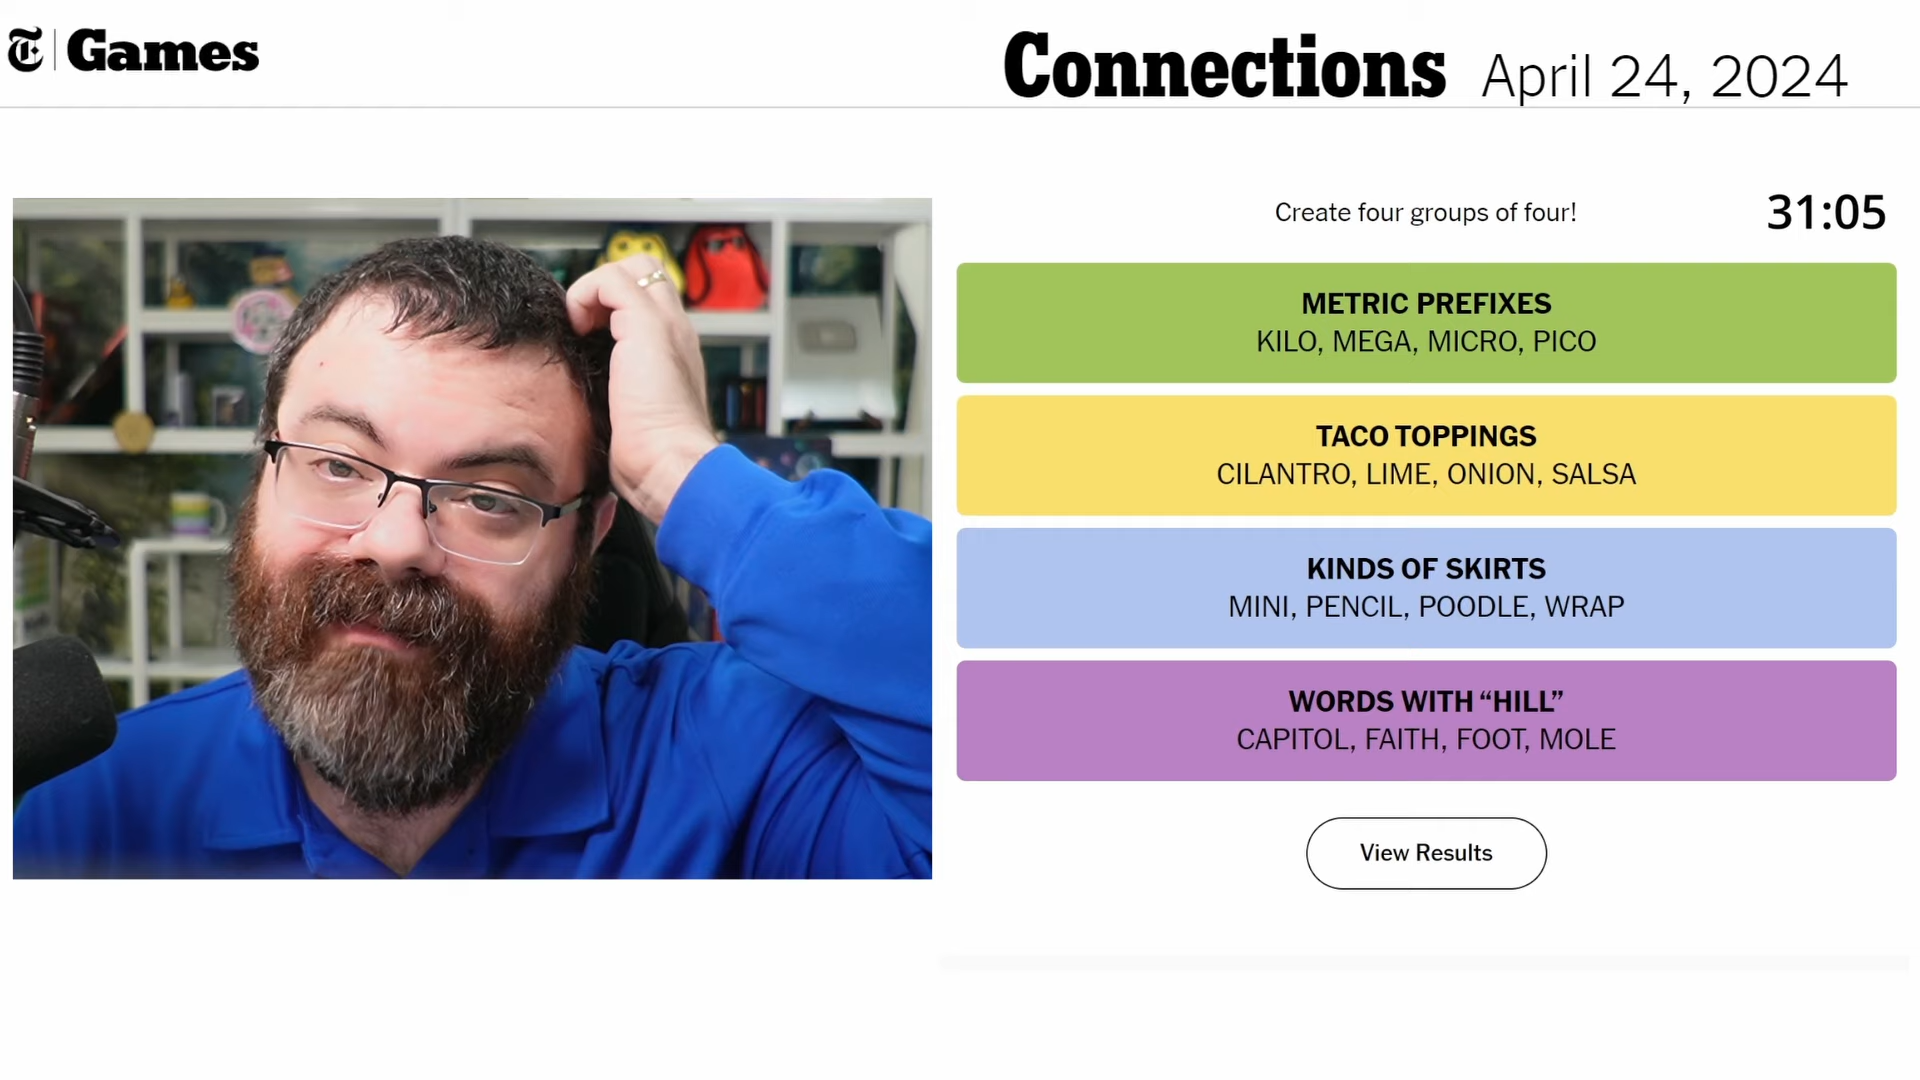 T Games
Connections April 24, 2024
Create four groups of four!
31:05
METRIC PREFIXES
KILO, MEGA, MICRO, PICO
TACO TOPPINGS
CILANTRO, LIME, ONION, SALSA
KINDS OF SKIRTS
MINI, PENCIL, POODLE, WRAP
WORDS WITH “HILL”
CAPITOL, FAITH, FOOT, MOLE
View Results